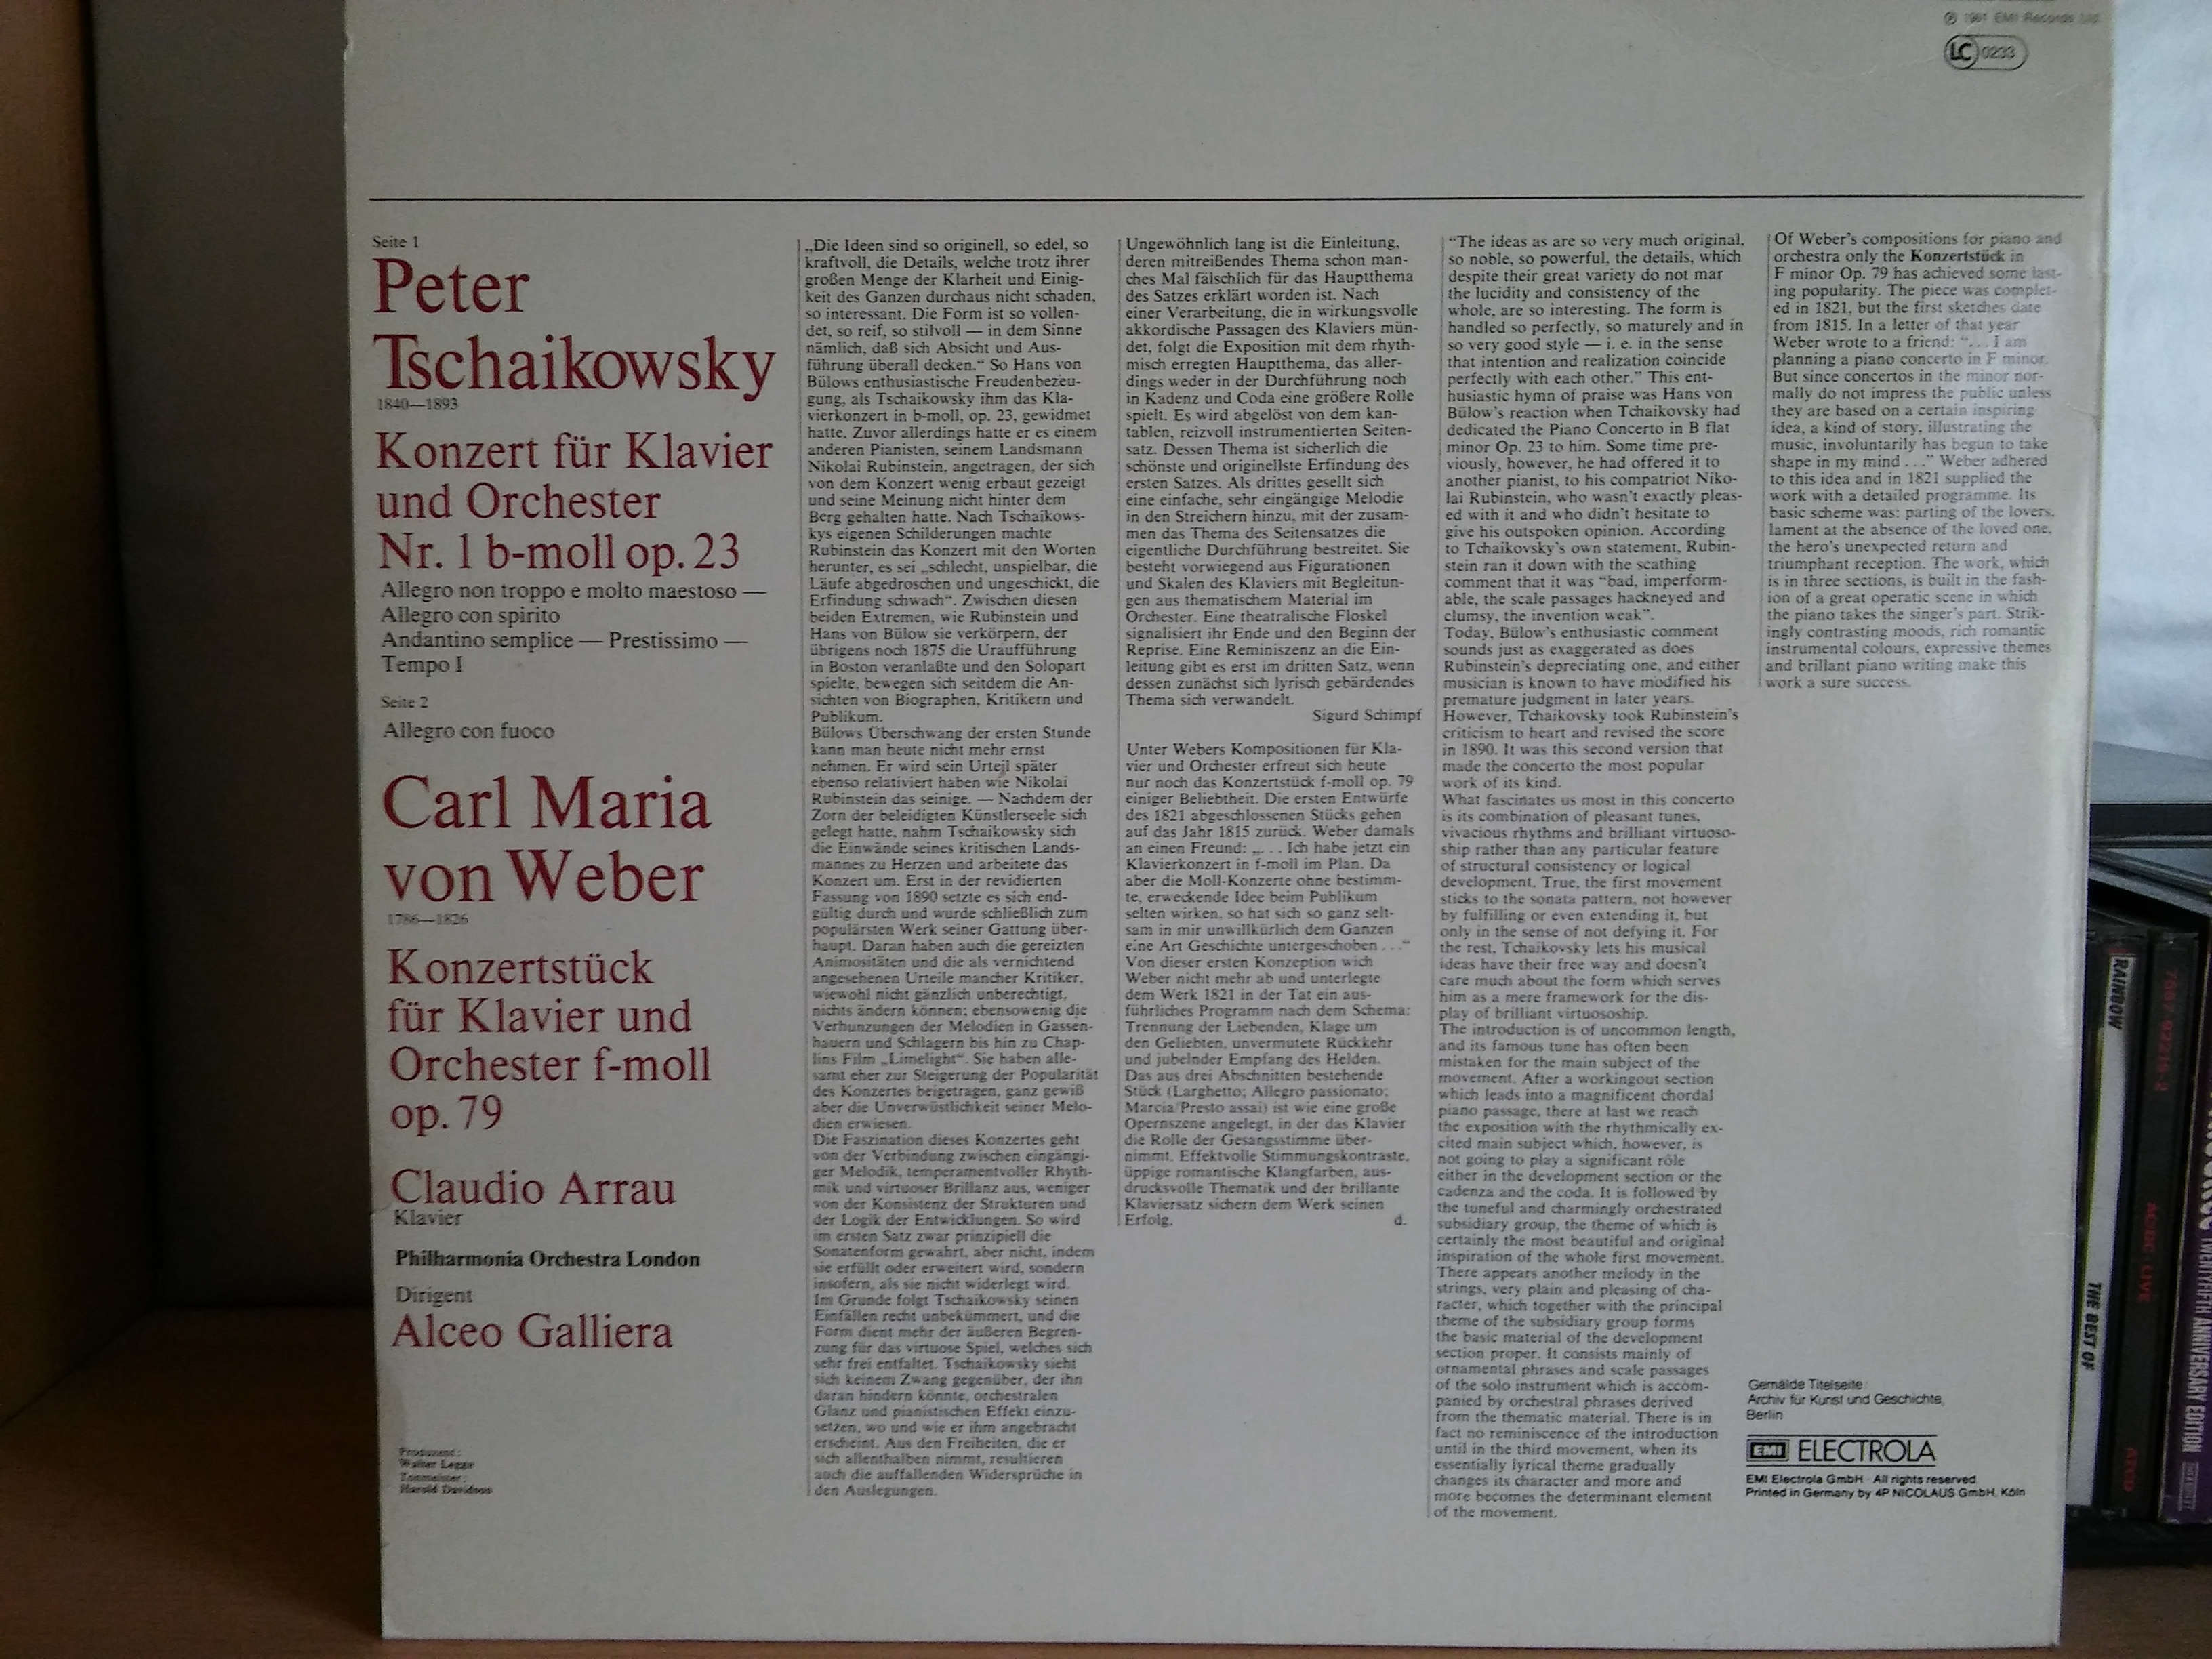 ℗ 1961 EMI Records Ltd.
LC 0233
Seite 1
Peter
Tschaikowsky
1840—1893
Konzert für Klavier
und Orchester
Nr. 1 b-moll op. 23
Allegro non troppo e molto maestoso —
Allegro con spirito
Andantino semplice — Prestissimo —
Tempo I
Seite 2
Allegro con fuoco
Carl Maria
von Weber
1786—1826
Konzertstück
für Klavier und
Orchester f-moll
op. 79
Claudio Arrau
Klavier
Philharmonia Orchestra London
Dirigent
Alceo Galliera
Produzent:
Walter Legge
Tonmeister:
Harold Davidson
„Die Ideen sind so originell, so edel, so
kraftvoll, die Details, welche trotz ihrer
großen Menge der Klarheit und Einig-
keit des Ganzen durchaus nicht schaden,
so interessant. Die Form ist so vollen-
det, so reif, so stilvoll — in dem Sinne
nämlich, daß sich Absicht und Aus-
führung überall decken.“ So Hans von
Bülows enthusiastische Freudenbezeu-
gung, als Tschaikowsky ihm das Kla-
vierkonzert in b-moll, op. 23, gewidmet
hatte. Zuvor allerdings hatte er es einem
anderen Pianisten, seinem Landsmann
Nikolai Rubinstein, angetragen, der sich
von dem Konzert wenig erbaut gezeigt
und seine Meinung nicht hinter dem
Berg gehalten hatte. Nach Tschaikows-
kys eigenen Schilderungen machte
Rubinstein das Konzert mit den Worten
herunter, es sei „schlecht, unspielbar, die
Läufe abgedroschen und ungeschickt, die
Erfindung schwach“. Zwischen diesen
beiden Extremen, wie Rubinstein und
Hans von Bülow sie verkörpern, der
übrigens noch 1875 die Uraufführung
in Boston veranlaßte und den Solopart
spielte, bewegen sich seitdem die An-
sichten von Biographen, Kritikern und
Publikum.
Bülows Überschwang der ersten Stunde
kann man heute nicht mehr ernst
nehmen. Er wird sein Urteil später
ebenso relativiert haben wie Nikolai
Rubinstein das seinige. — Nachdem der
Zorn der beleidigten Künstlerseele sich
gelegt hatte, nahm Tschaikowsky sich
die Einwände seines kritischen Lands-
mannes zu Herzen und arbeitete das
Konzert um. Erst in der revidierten
Fassung von 1890 setzte es sich end-
gültig durch und wurde schließlich zum
populärsten Werk seiner Gattung über-
haupt. Daran haben auch die gereizten
Animositäten und die als vernichtend
angesehenen Urteile mancher Kritiker,
wiewohl nicht gänzlich unberechtigt,
nichts ändern können; ebensowenig die
Verhunzungen der Melodien in Gassen-
hauern und Schlagern bis hin zu Chap-
lins Film „Limelight“. Sie haben alle-
samt eher zur Steigerung der Popularität
des Konzertes beigetragen, ganz gewiß
aber die Unverwüstlichkeit seiner Melo-
dien erwiesen.
Die Faszination dieses Konzertes geht
von der Verbindung zwischen eingängi-
ger Melodik, temperamentvoller Rhyth-
mik und virtuoser Brillanz aus, weniger
von der Konsistenz der Strukturen und
der Logik der Entwicklungen. So wird
im ersten Satz zwar prinzipiell die
Sonatenform gewahrt, aber nicht, indem
sie erfüllt oder erweitert wird, sondern
insofern, als sie nicht widerlegt wird.
Im Grunde folgt Tschaikowsky seinen
Einfällen recht unbekümmert, und die
Form dient mehr der äußeren Begren-
zung für das virtuose Spiel, welches sich
sehr frei entfaltet. Tschaikowsky sieht
sich keinem Zwang gegenüber, der ihn
daran hindern könnte, orchestralen
Glanz und pianistischen Effekt einzu-
setzen, wo und wie er ihm angebracht
erscheint. Aus den Freiheiten, die er
sich allenthalben nimmt, resultieren
auch die auffallenden Widersprüche in
den Auslegungen.
Ungewöhnlich lang ist die Einleitung,
deren mitreißendes Thema schon man-
ches Mal fälschlich für das Hauptthema
des Satzes erklärt worden ist. Nach
einer Verarbeitung, die in wirkungsvolle
akkordische Passagen des Klaviers mün-
det, folgt die Exposition mit dem rhyth-
misch erregten Hauptthema, das aller-
dings weder in der Durchführung noch
in Kadenz und Coda eine größere Rolle
spielt. Es wird abgelöst von dem kan-
tablen, reizvoll instrumentierten Seiten-
satz. Dessen Thema ist sicherlich die
schönste und originellste Erfindung des
ersten Satzes. Als drittes gesellt sich
eine einfache, sehr eingängige Melodie
in den Streichern hinzu, mit der zusam-
men das Thema des Seitensatzes die
eigentliche Durchführung bestreitet. Sie
besteht vorwiegend aus Figurationen
und Skalen des Klaviers mit Begleitun-
gen aus thematischem Material im
Orchester. Eine theatralische Floskel
signalisiert ihr Ende und den Beginn der
Reprise. Eine Reminiszenz an die Ein-
leitung gibt es erst im dritten Satz, wenn
dessen zunächst sich lyrisch gebärdendes
Thema sich verwandelt.
Sigurd Schimpf
Unter Webers Kompositionen für Kla-
vier und Orchester erfreut sich heute
nur noch das Konzertstück f-moll op. 79
einiger Beliebtheit. Die ersten Entwürfe
des 1821 abgeschlossenen Stücks gehen
auf das Jahr 1815 zurück. Weber damals
an einen Freund: „. . . Ich habe jetzt ein
Klavierkonzert in f-moll im Plan. Da
aber die Moll-Konzerte ohne bestimm-
te, erweckende Idee beim Publikum
selten wirken, so hat sich so ganz selt-
sam in mir unwillkürlich dem Ganzen
eine Art Geschichte untergeschoben . . .“
Von dieser ersten Konzeption wich
Weber nicht mehr ab und unterlegte
dem Werk 1821 in der Tat ein aus-
führliches Programm nach dem Schema:
Trennung der Liebenden, Klage um
den Geliebten, unvermutete Rückkehr
und jubelnder Empfang des Helden.
Das aus drei Abschnitten bestehende
Stück (Larghetto; Allegro passionato;
Marcia/Presto assai) ist wie eine große
Opernszene angelegt, in der das Klavier
die Rolle der Gesangsstimme über-
nimmt. Effektvolle Stimmungskontraste,
üppige romantische Klangfarben, aus-
drucksvolle Thematik und der brillante
Klaviersatz sichern dem Werk seinen
Erfolg. d.
“The ideas as are so very much original,
so noble, so powerful, the details, which
despite their great variety do not mar
the lucidity and consistency of the
whole, are so interesting. The form is
handled so perfectly, so maturely and in
so very good style — i. e. in the sense
that intention and realization coincide
perfectly with each other.” This ent-
husiastic hymn of praise was Hans von
Bülow's reaction when Tchaikovsky had
dedicated the Piano Concerto in B flat
minor Op. 23 to him. Some time pre-
viously, however, he had offered it to
another pianist, to his compatriot Niko-
lai Rubinstein, who wasn't exactly pleas-
ed with it and who didn't hesitate to
give his outspoken opinion. According
to Tchaikovsky's own statement, Rubin-
stein ran it down with the scathing
comment that it was “bad, imperform-
able, the scale passages hackneyed and
clumsy, the invention weak”.
Today, Bülow's enthusiastic comment
sounds just as exaggerated as does
Rubinstein's depreciating one, and either
musician is known to have modified his
premature judgment in later years.
However, Tchaikovsky took Rubinstein's
criticism to heart and revised the score
in 1890. It was this second version that
made the concerto the most popular
work of its kind.
What fascinates us most in this concerto
is its combination of pleasant tunes,
vivacious rhythms and brilliant virtuoso-
ship rather than any particular feature
of structural consistency or logical
development. True, the first movement
sticks to the sonata pattern, not however
by fulfilling or even extending it, but
only in the sense of not defying it. For
the rest, Tchaikovsky lets his musical
ideas have their free way and doesn't
care much about the form which serves
him as a mere framework for the dis-
play of brilliant virtuosoship.
The introduction is of uncommon length,
and its famous tune has often been
mistaken for the main subject of the
movement. After a workingout section
which leads into a magnificent chordal
piano passage, there at last we reach
the exposition with the rhythmically ex-
cited main subject which, however, is
not going to play a significant rôle
either in the development section or the
cadenza and the coda. It is followed by
the tuneful and charmingly orchestrated
subsidiary group, the theme of which is
certainly the most beautiful and original
inspiration of the whole first movement.
There appears another melody in the
strings, very plain and pleasing of cha-
racter, which together with the principal
theme of the subsidiary group forms
the basic material of the development
section proper. It consists mainly of
ornamental phrases and scale passages
of the solo instrument which is accom-
panied by orchestral phrases derived
from the thematic material. There is in
fact no reminiscence of the introduction
until in the third movement, when its
essentially lyrical theme gradually
changes its character and more and
more becomes the determinant element
of the movement.
Of Weber's compositions for piano and
orchestra only the Konzertstück in
F minor Op. 79 has achieved some last-
ing popularity. The piece was complet-
ed in 1821, but the first sketches date
from 1815. In a letter of that year
Weber wrote to a friend: “. . . I am
planning a piano concerto in F minor.
But since concertos in the minor nor-
mally do not impress the public unless
they are based on a certain inspiring
idea, a kind of story, illustrating the
music, involuntarily has begun to take
shape in my mind . . .” Weber adhered
to this idea and in 1821 supplied the
work with a detailed programme. Its
basic scheme was: parting of the lovers,
lament at the absence of the loved one,
the hero's unexpected return and
triumphant reception. The work, which
is in three sections, is built in the fash-
ion of a great operatic scene in which
the piano takes the singer's part. Strik-
ingly contrasting moods, rich romantic
instrumental colours, expressive themes
and brillant piano writing make this
work a sure success.
Gemälde Titelseite:
Archiv für Kunst und Geschichte,
Berlin
EMI ELECTROLA
EMI Electrola GmbH · All rights reserved.
Printed in Germany by 4P NICOLAUS GmbH, Köln
RAINBOW
THE BEST OF
LIVE
ATCO
TWENTYFIFTH ANNIVERSARY EDITION